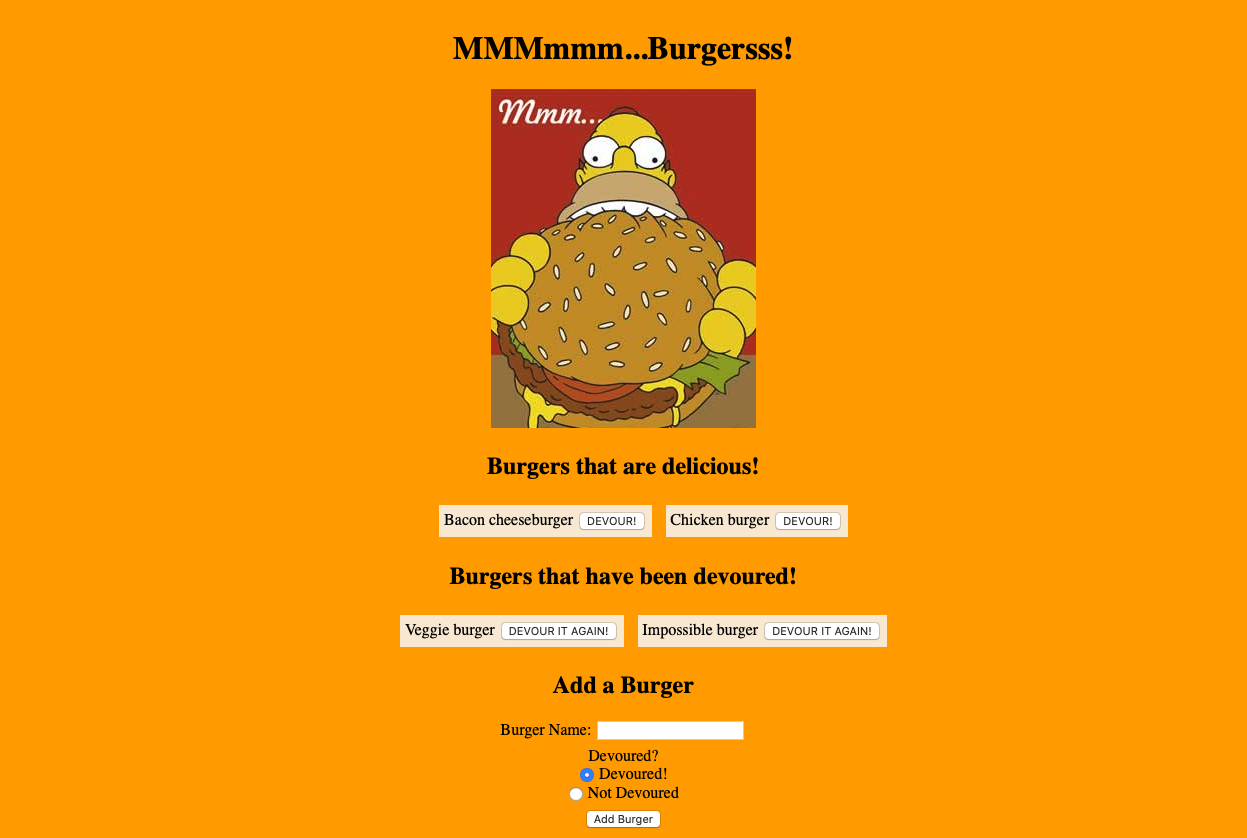 MMMmmm...Burgersss!
Mmm...
Burgers that are delicious!
Bacon cheeseburger DEVOUR! Chicken burger DEVOUR!
Burgers that have been devoured!
Veggie burger DEVOUR IT AGAIN! Impossible burger DEVOUR IT AGAIN!
Add a Burger
Burger Name:
Devoured?
Devoured!
Not Devoured
Add Burger